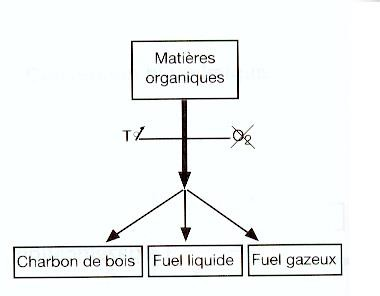 Matières
organiques
T° O₂
Charbon de bois Fuel liquide Fuel gazeux